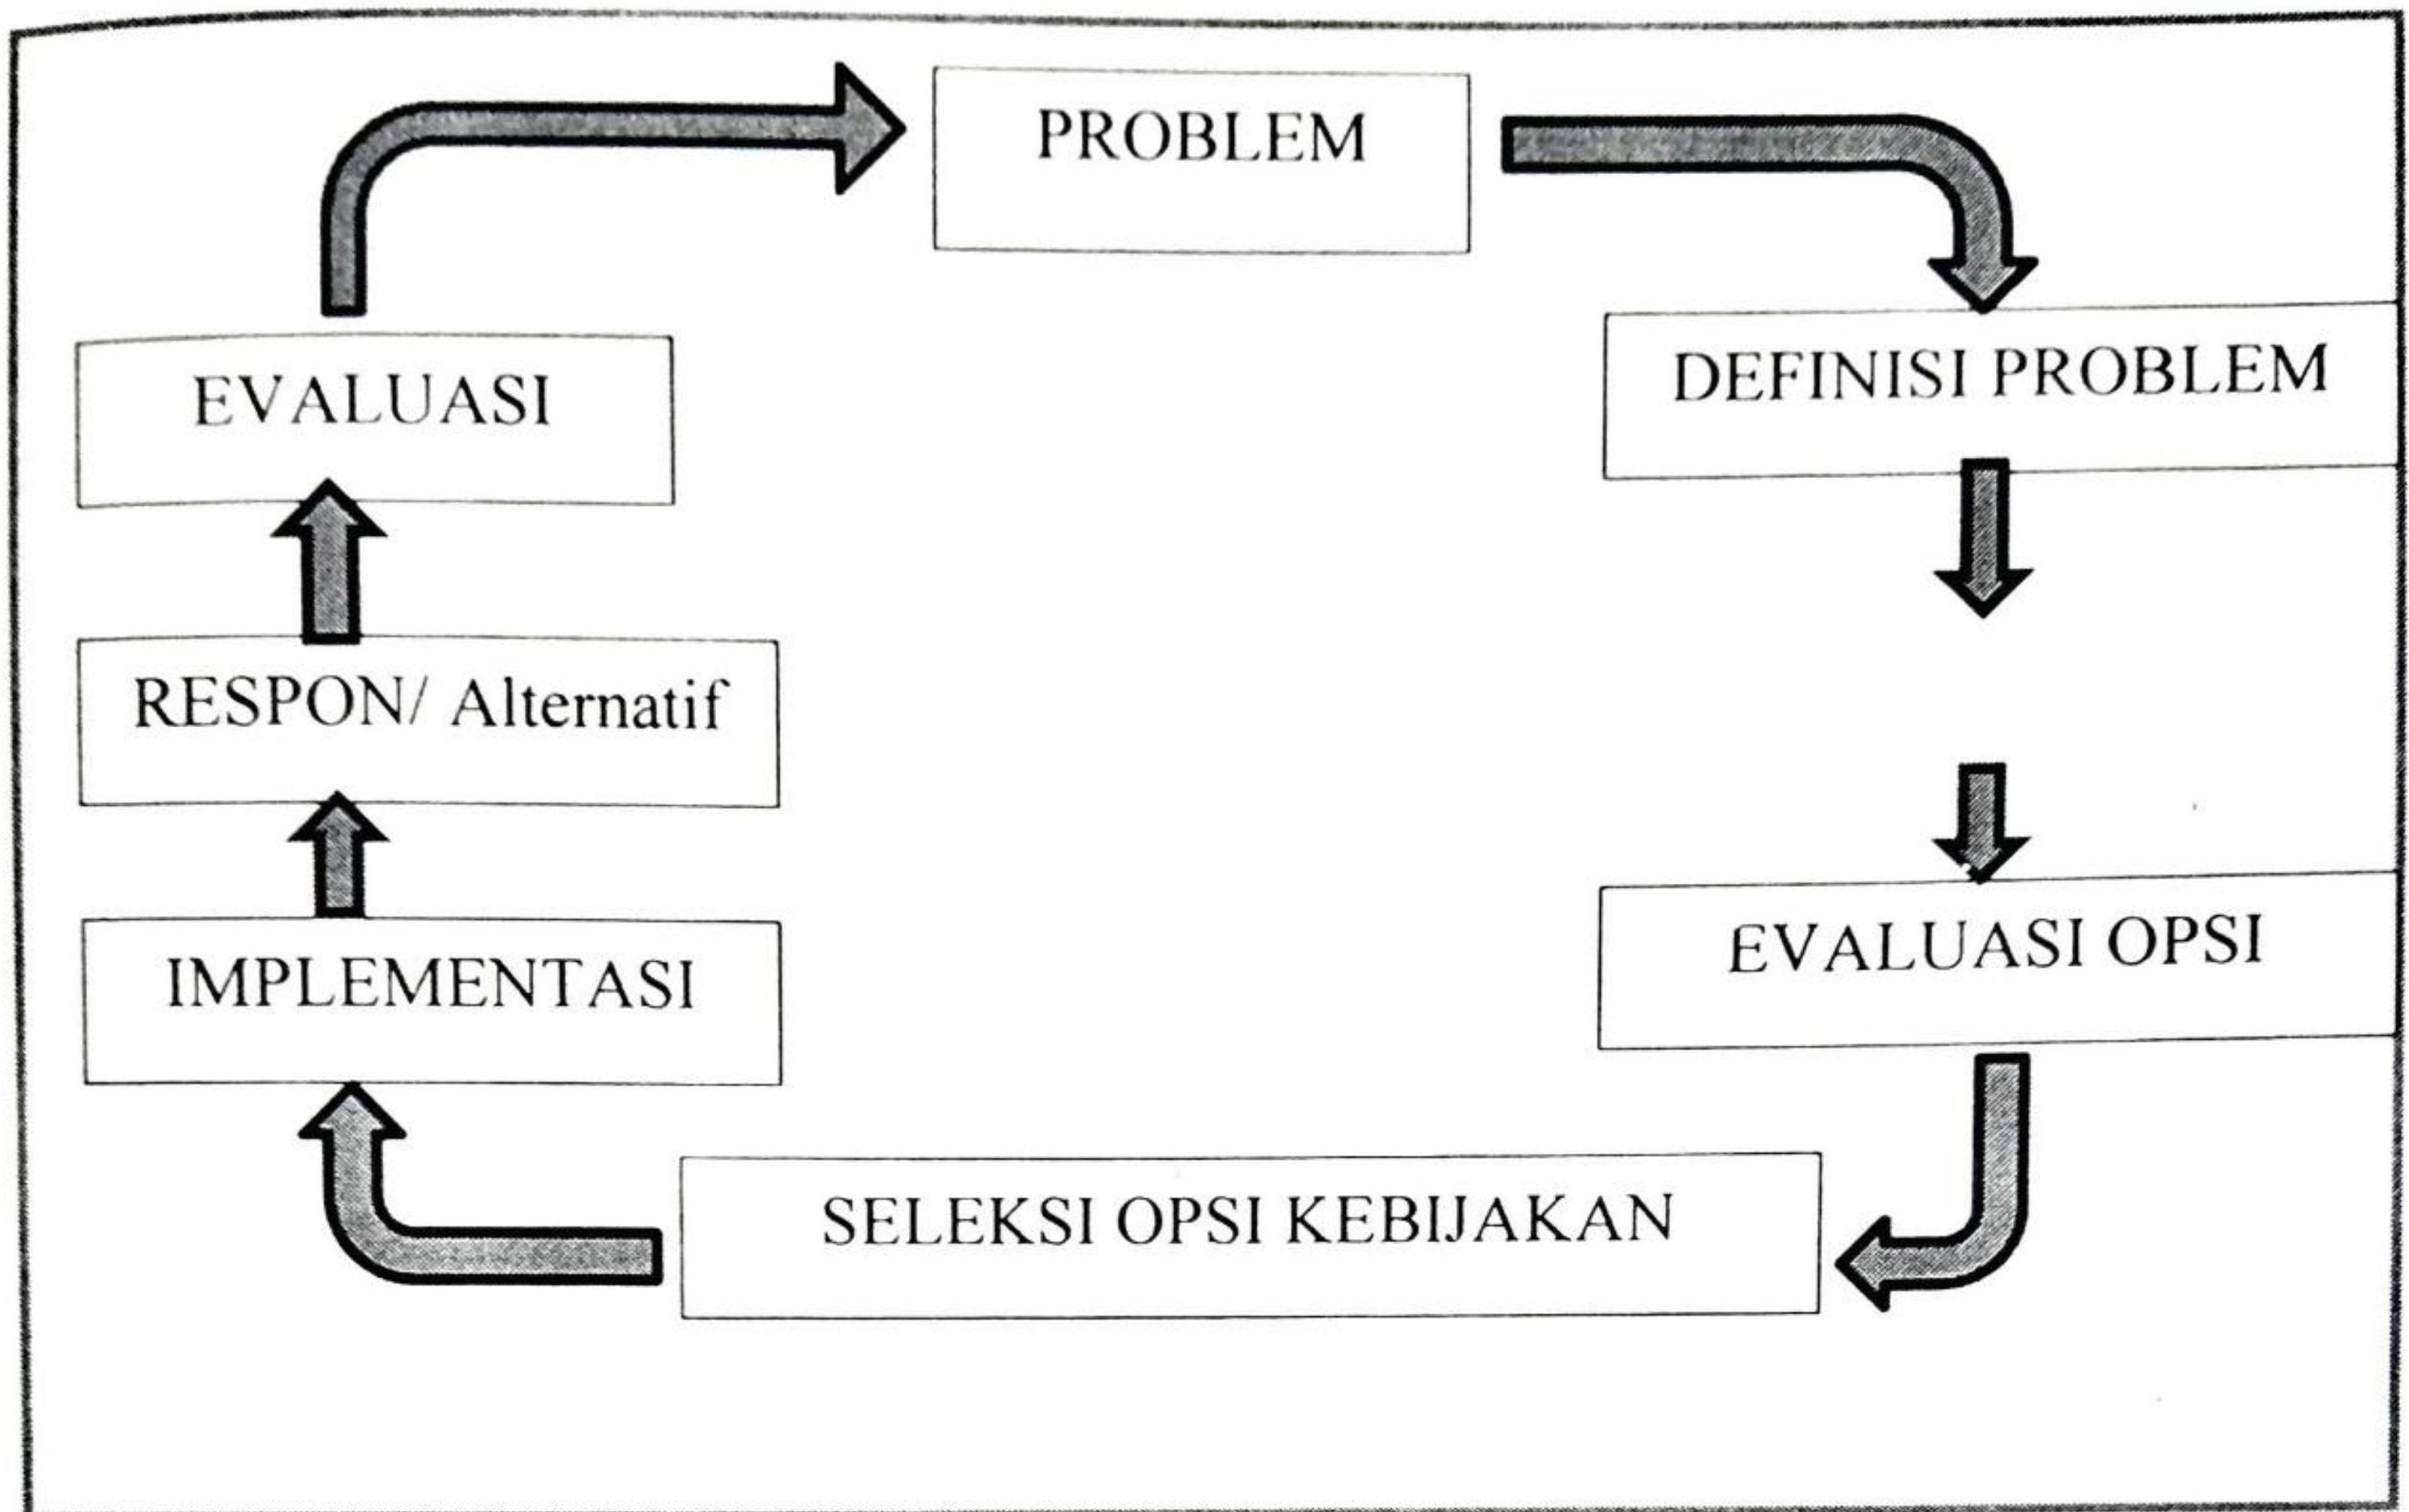 PROBLEM
DEFINISI PROBLEM
EVALUASI OPSI
SELEKSI OPSI KEBIJAKAN
IMPLEMENTASI
RESPON/ Alternatif
EVALUASI